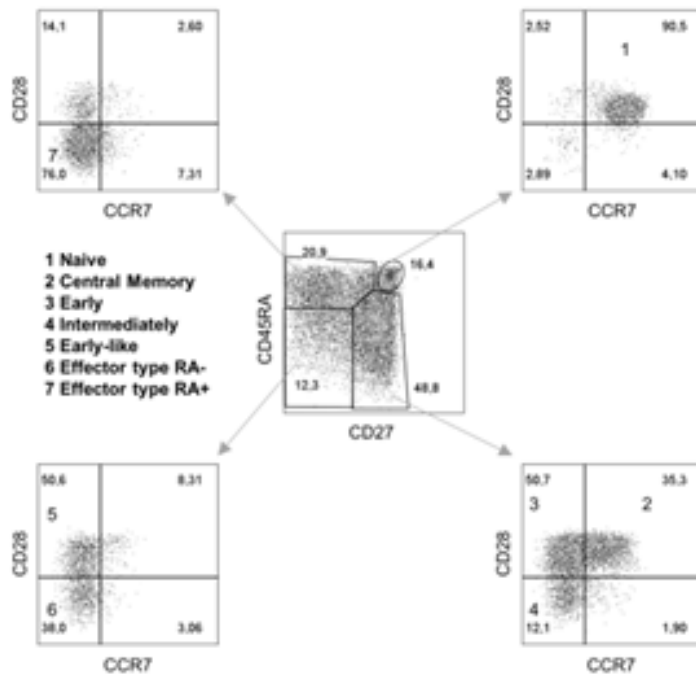 14,1 2,60
CD28
7
76,0 7,31
CCR7
2,52 90,5
1
CD28
2,89 4,10
CCR7
1 Naive
2 Central Memory
3 Early
4 Intermediately
5 Early-like
6 Effector type RA-
7 Effector type RA+
20,9 16,4
CD45RA
12,3 48,8
CD27
50,6 8,31
5
CD28
6
38,0 3,06
CCR7
50,7 35,3
3 2
CD28
4
12,1 1,90
CCR7